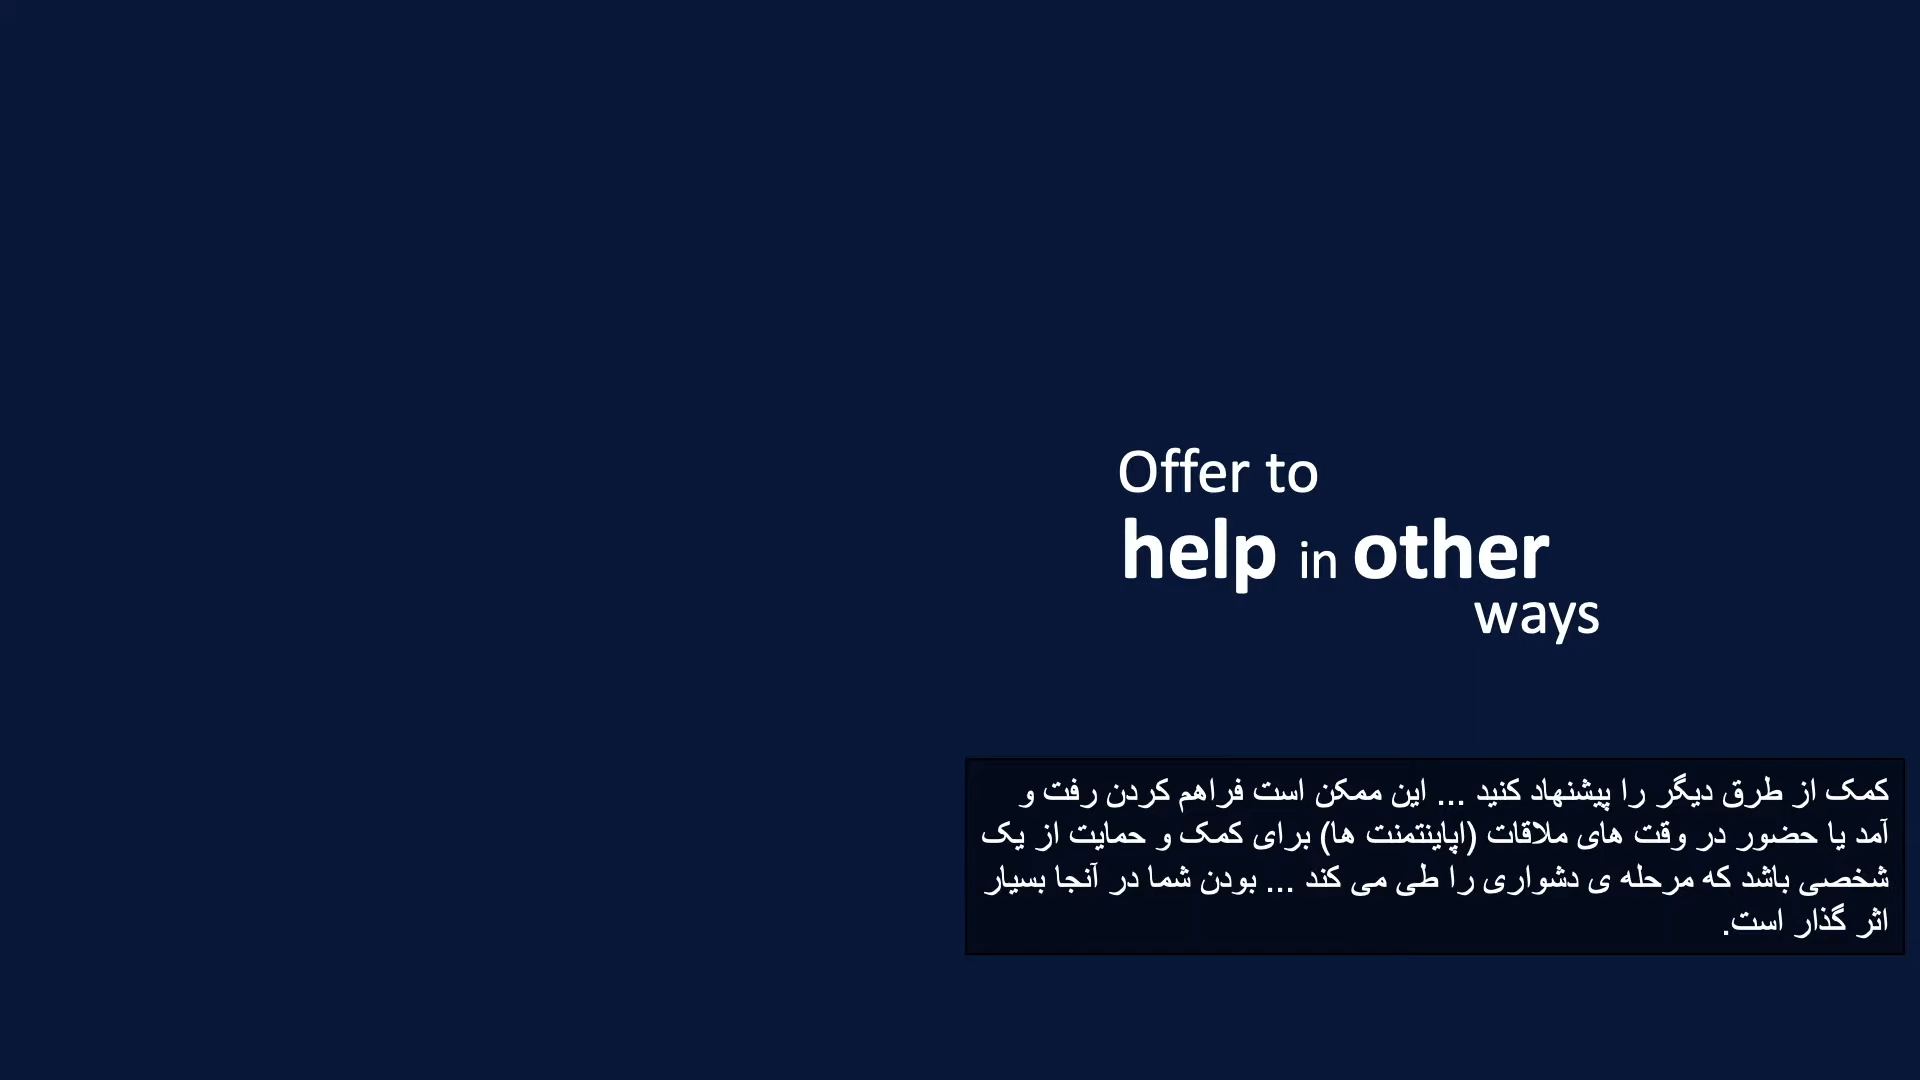 Offer to
help in other
ways
کمک از طرق دیگر را پیشنهاد کنید ... این ممکن است فراهم کردن رفت و
آمد یا حضور در وقت های ملاقات (اپاینتمنت ها) برای کمک و حمایت از یک
شخصی باشد که مرحله ی دشواری را طی می کند ... بودن شما در آنجا بسیار
اثر گذار است.